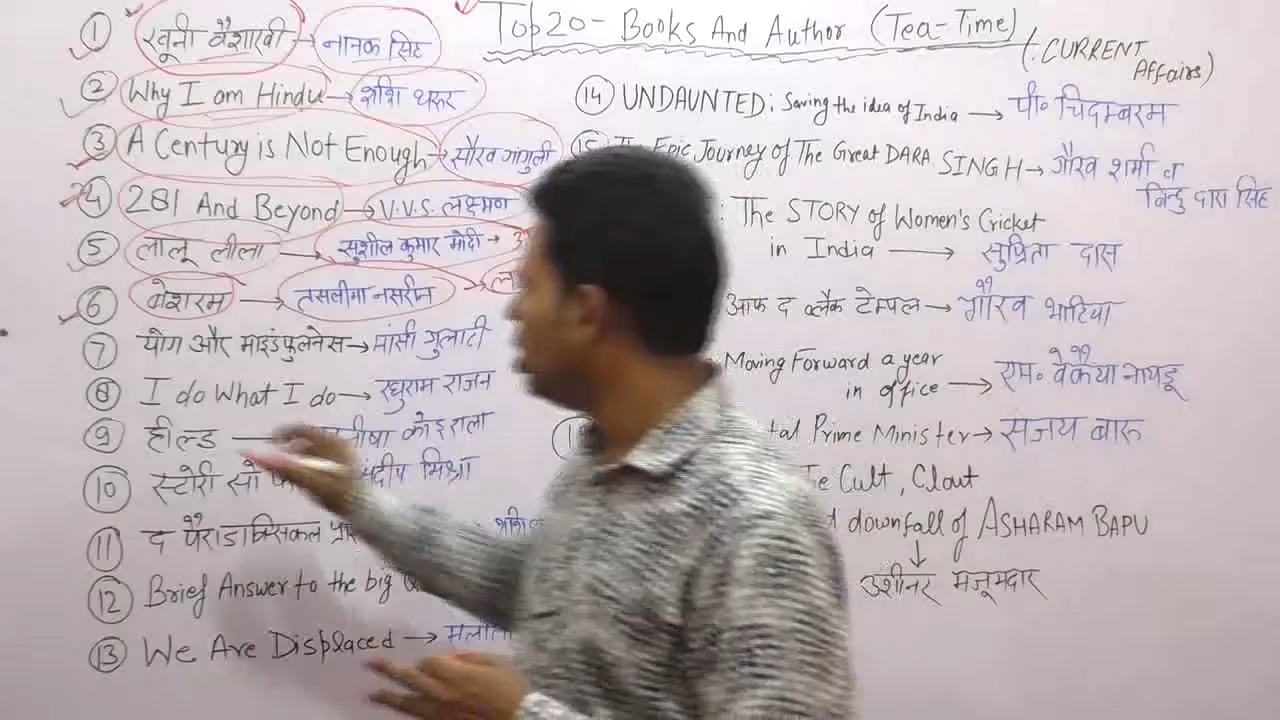 Top 20 - Books And Author (Tea-Time)
(. CURRENT
Affairs)
① खूनी वैशाखी → नानक सिंह
② Why I am Hindu → शशि थरूर
③ A Century is Not Enough → सौरव गांगुली
④ 281 And Beyond → V.V.S. लक्ष्मण
⑤ लालू लीला → सुशील कुमार मोदी →
⑥ बेशरम → तसलीमा नसरीन →
⑦ योग और माइंडफुलनेस → मांसी गुलाटी
⑧ I do What I do → रघुराम राजन
⑨ हील्ड → कोइराला
⑩ स्टोरी संदीप मिश्रा
⑪ द पैराडाक्सिकल
⑫ Brief Answer to the big
⑬ We Are Displaced →
⑭ UNDAUNTED: Saving the idea of India → पी॰ चिदम्बरम
⑮ Epic Journey of The Great DARA SINGH → गौरव शर्मा व
बिन्दु दारा सिंह
: The STORY of Women's Cricket
in India → सुप्रिता दास
आफ द ब्लैक टेम्पल → गौरव भाटिया
Moving Forward a year
in office → एम॰ वेंकैया नायडू
Prime Minister → संजय बारू
Cult, Clout
downfall of ASHARAM BAPU
↓
उशीनर मजूमदार